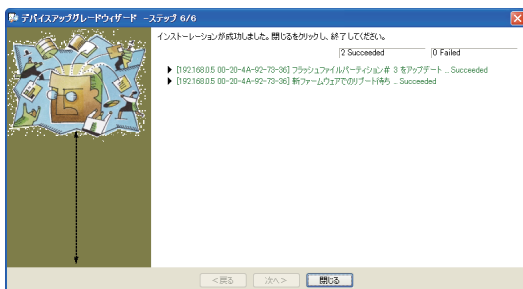 デバイスアップグレードウィザード －ステップ 6/6
インストーレーションが成功しました。閉じるをクリックし、終了してください。
2 Succeeded 0 Failed
[192.168.0.5 00-20-4A-92-73-36] フラッシュファイルパーティション＃ 3 をアップデート ... Succeeded
[192.168.0.5 00-20-4A-92-73-36] 新ファームウェアでのリブート待ち ... Succeeded
<戻る 次へ> 閉じる